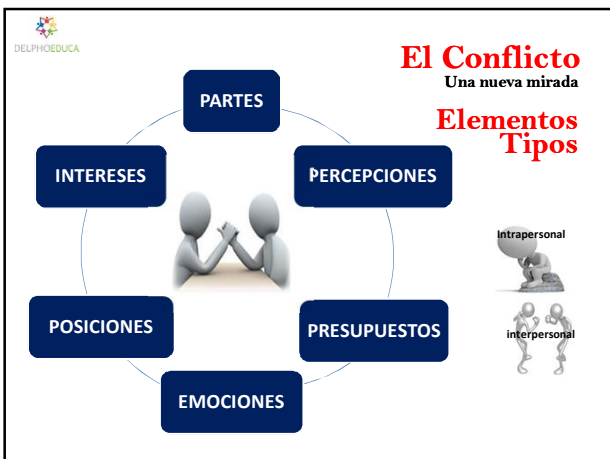 DELPHOEDUCA
El Conflicto
Una nueva mirada
Elementos
Tipos
PARTES
INTERESES
PERCEPCIONES
POSICIONES
PRESUPUESTOS
EMOCIONES
Intrapersonal
interpersonal